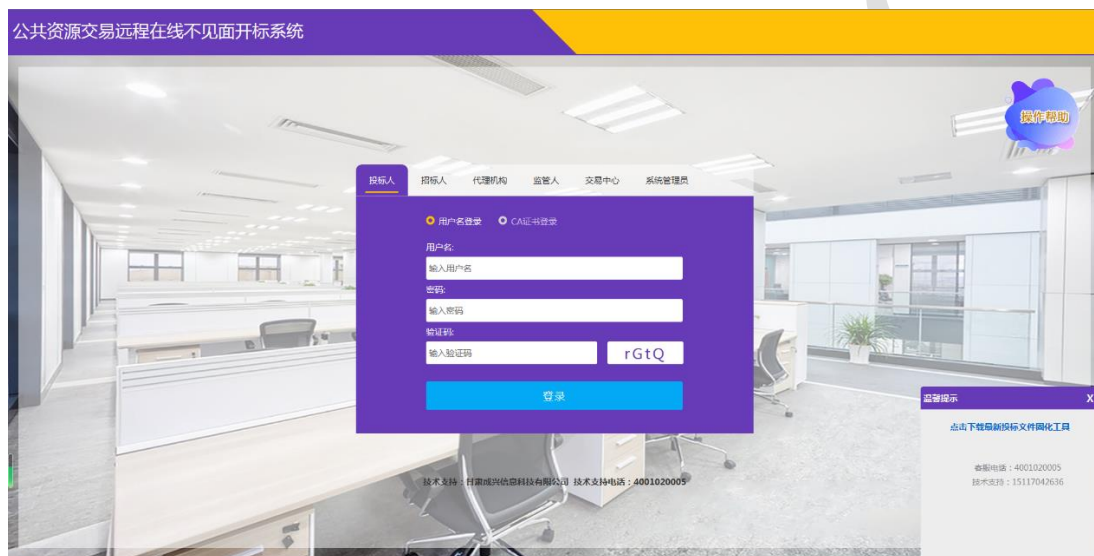 公共资源交易远程在线不见面开标系统
操作帮助
投标人 招标人 代理机构 监管人 交易中心 系统管理员
用户名登录 CA证书登录
用户名:
输入用户名
密码:
输入密码
验证码:
输入验证码 rGtQ
登录
温馨提示 X
点击下载最新投标文件固化工具
客服电话：4001020005
技术支持：15117042636
技术支持：甘肃成兴信息科技有限公司 技术支持电话：4001020005